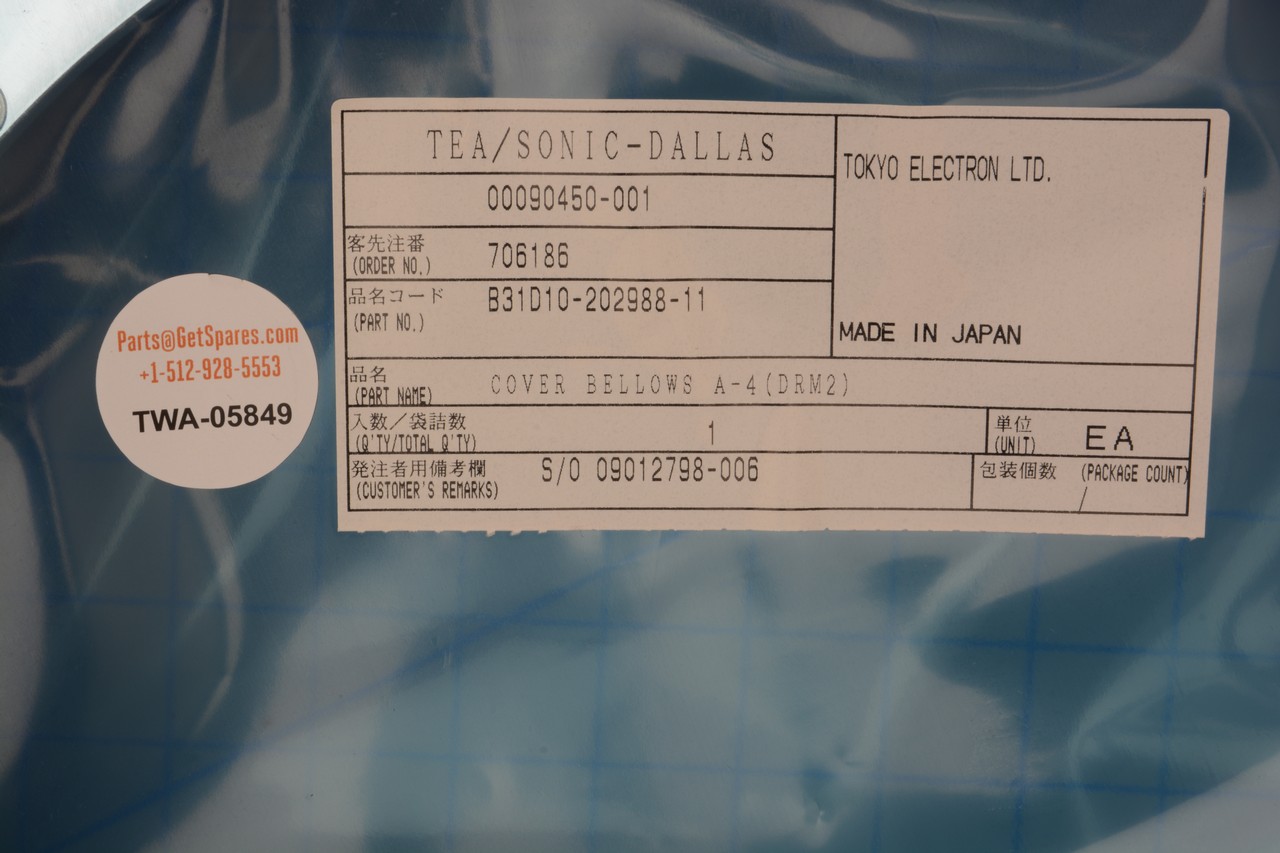 TEA/SONIC-DALLAS
TOKYO ELECTRON LTD.
00090450-001
客先注番
(ORDER NO.)
706186
品名コード
(PART NO.)
B31D10-202988-11
MADE IN JAPAN
品名
(PART NAME)
COVER BELLOWS A-4(DRM2)
入数/袋詰数
(Q'TY/TOTAL Q'TY)
1
単位
(UNIT)
EA
発注者用備考欄
(CUSTOMER'S REMARKS)
S/O 09012798-006
包装個数 (PACKAGE COUNT)
/
Parts@GetSpares.com
+1-512-928-5553
TWA-05849